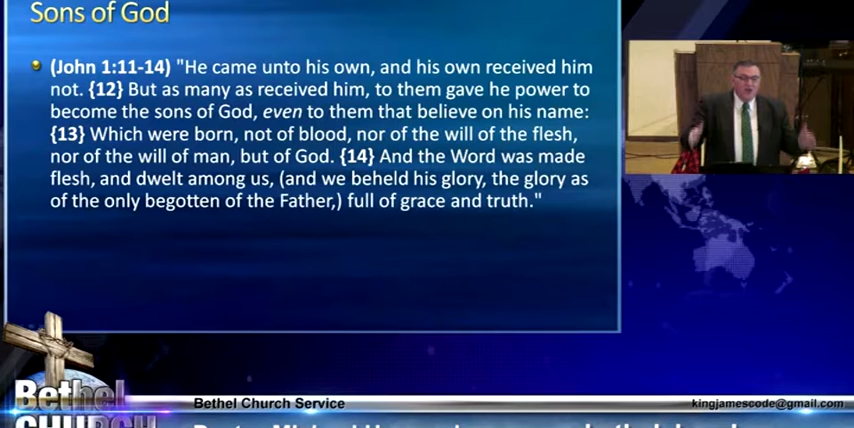 Sons of God
(John 1:11-14) "He came unto his own, and his own received him
not. {12} But as many as received him, to them gave he power to
become the sons of God, even to them that believe on his name:
{13} Which were born, not of blood, nor of the will of the flesh,
nor of the will of man, but of God. {14} And the Word was made
flesh, and dwelt among us, (and we beheld his glory, the glory as
of the only begotten of the Father,) full of grace and truth."
Bethel
CHURCH
Bethel Church Service
kingjamescode@gmail.com